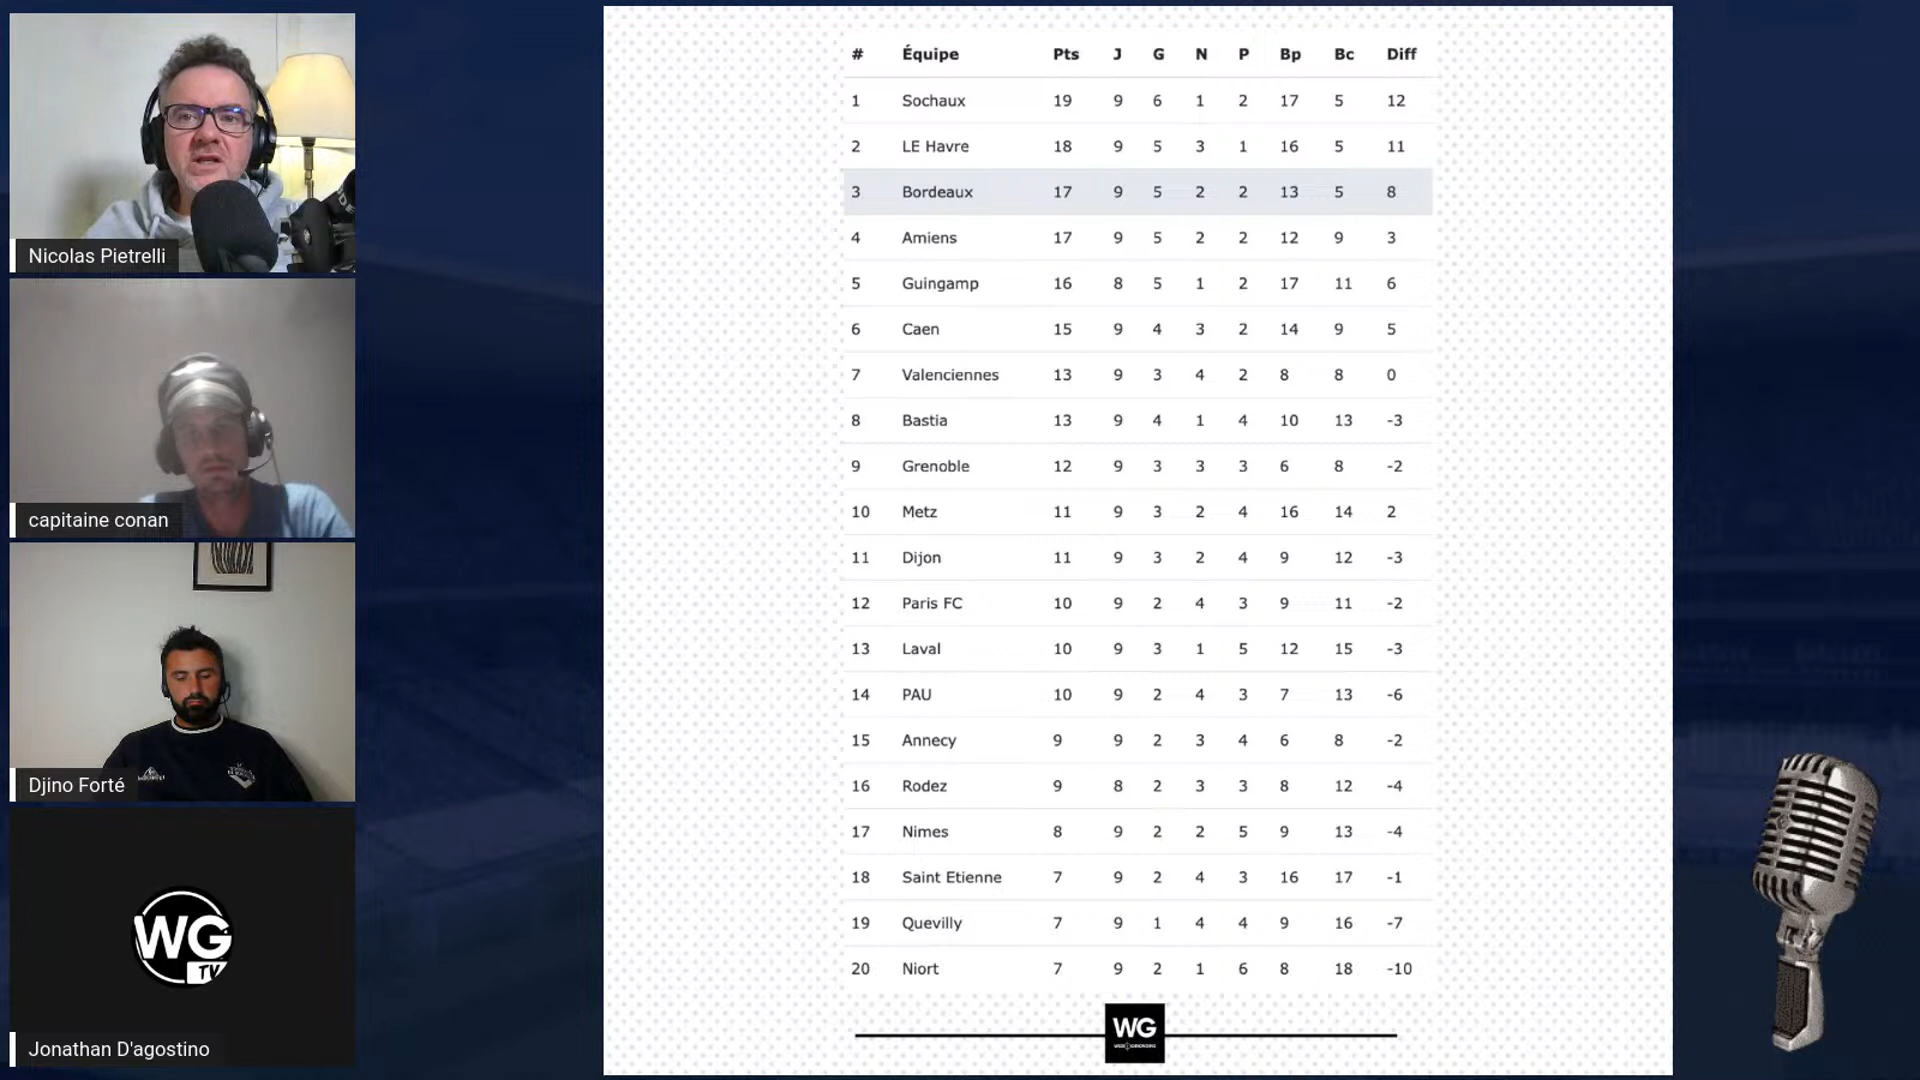 Nicolas Pietrelli
capitaine conan
Djino Forté
WG
TV
Jonathan D'agostino
# Équipe Pts J G N P Bp Bc Diff
1 Sochaux 19 9 6 1 2 17 5 12
2 LE Havre 18 9 5 3 1 16 5 11
3 Bordeaux 17 9 5 2 2 13 5 8
4 Amiens 17 9 5 2 2 12 9 3
5 Guingamp 16 8 5 1 2 17 11 6
6 Caen 15 9 4 3 2 14 9 5
7 Valenciennes 13 9 3 4 2 8 8 0
8 Bastia 13 9 4 1 4 10 13 -3
9 Grenoble 12 9 3 3 3 6 8 -2
10 Metz 11 9 3 2 4 16 14 2
11 Dijon 11 9 3 2 4 9 12 -3
12 Paris FC 10 9 2 4 3 9 11 -2
13 Laval 10 9 3 1 5 12 15 -3
14 PAU 10 9 2 4 3 7 13 -6
15 Annecy 9 9 2 3 4 6 8 -2
16 Rodez 9 8 2 3 3 8 12 -4
17 Nimes 8 9 2 2 5 9 13 -4
18 Saint Etienne 7 9 2 4 3 16 17 -1
19 Quevilly 7 9 1 4 4 9 16 -7
20 Niort 7 9 2 1 6 8 18 -10
WG